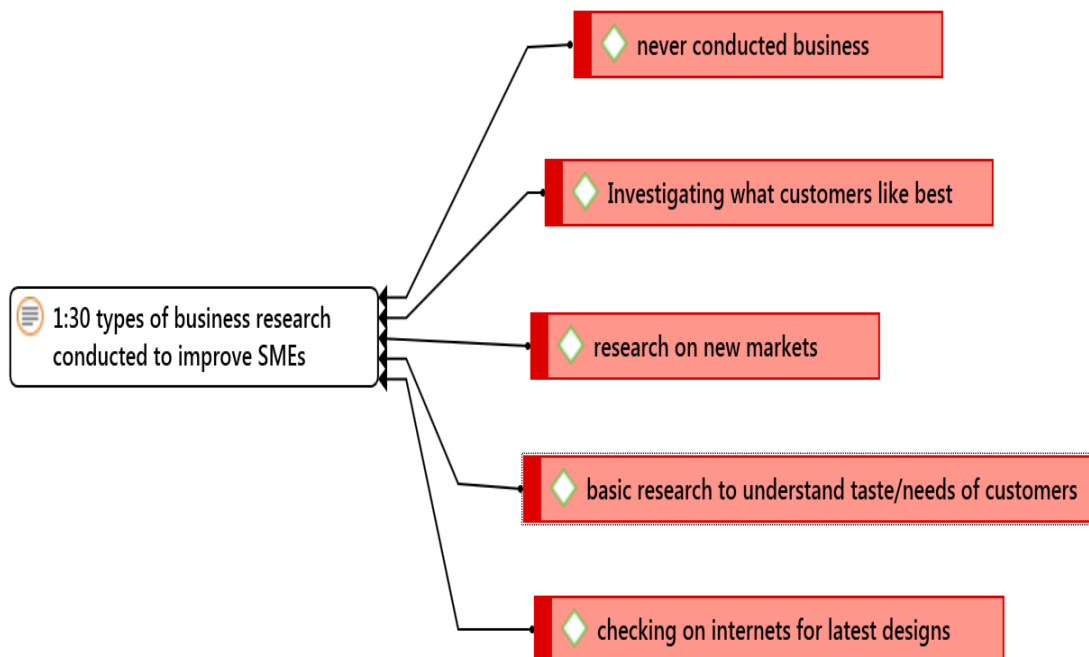 never conducted business
Investigating what customers like best
1:30 types of business research
conducted to improve SMEs
research on new markets
basic research to understand taste/needs of customers
checking on internets for latest designs